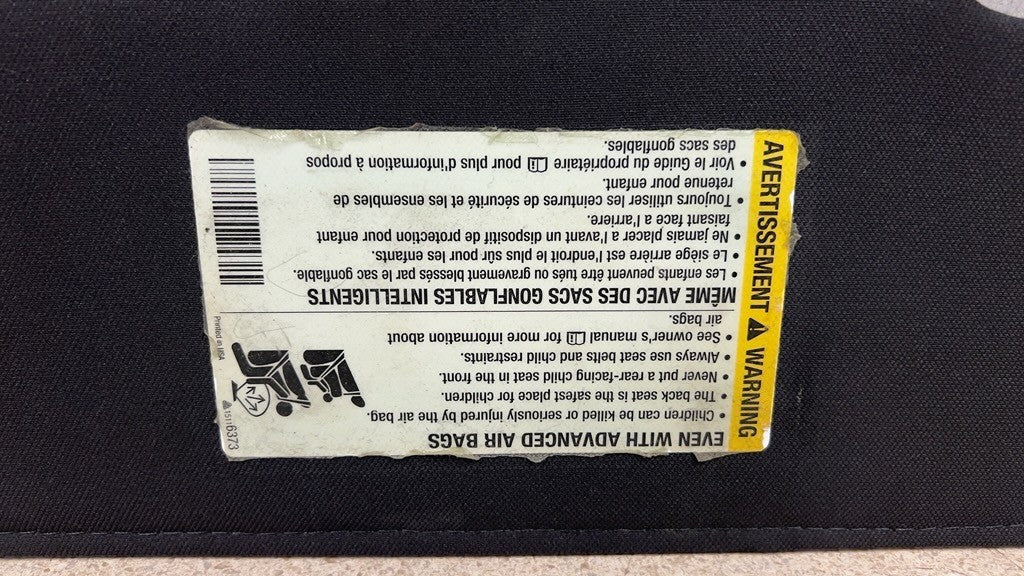 AVERTISSEMENT ⚠ WARNING
EVEN WITH ADVANCED AIR BAGS
• Children can be killed or seriously injured by the air bag.
• The back seat is the safest place for children.
• Never put a rear-facing child seat in the front.
• Always use seat belts and child restraints.
• See owner's manual for more information about
air bags.
15116373
Printed in USA
MÊME AVEC DES SACS GONFLABLES INTELLIGENTS
• Les enfants peuvent être tués ou gravement blessés par le sac gonflable.
• Le siège arrière est l'endroit le plus sûr pour les enfants.
• Ne jamais placer a l'avant un dispositif de protection pour enfant
faisant face a l'arrière.
• Toujours utiliser les ceintures de sécurité et les ensembles de
retenue pour enfant.
• Voir le Guide du propriétaire pour plus d'information à propos
des sacs gonflables.